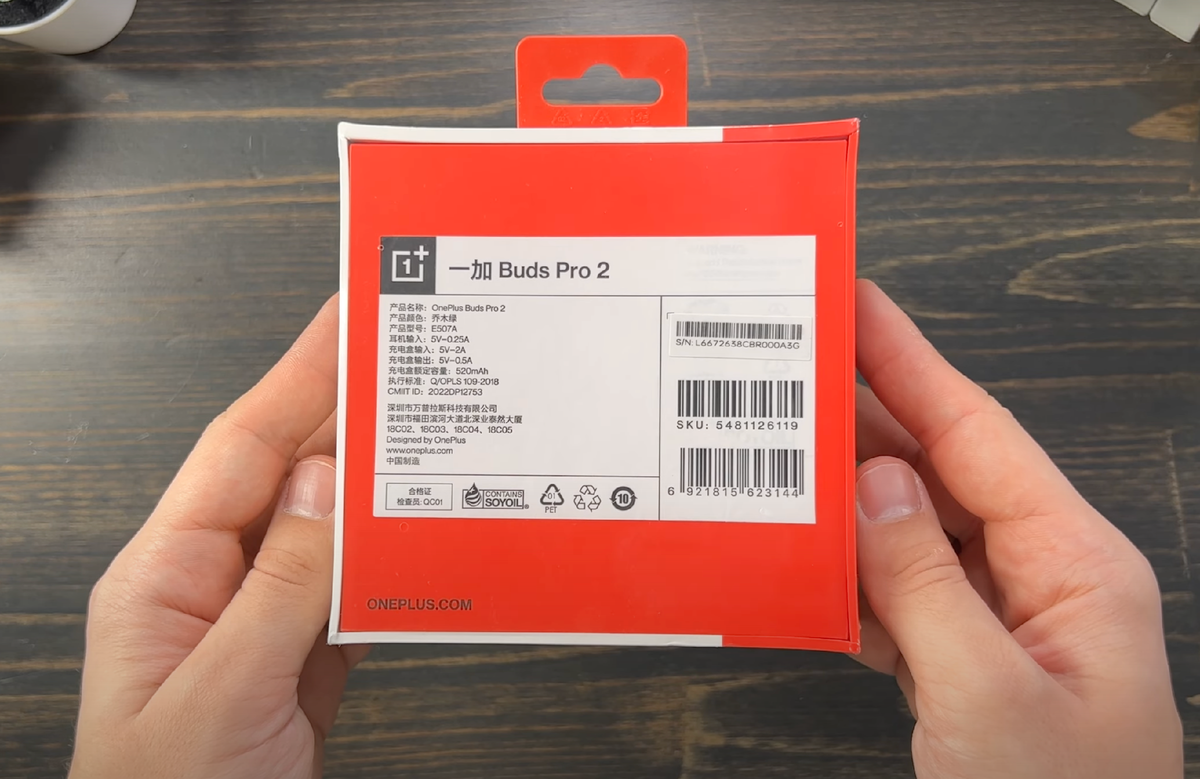 一加 Buds Pro 2
产品名称：OnePlus Buds Pro 2
产品颜色：乔木绿
产品型号：E507A
耳机输入：5V⎓0.25A
充电盒输入：5V⎓2A
充电盒输出：5V⎓0.5A
充电盒额定容量：520mAh
执行标准：Q/OPLS 109-2018
CMIIT ID：2022DP12753
深圳市万普拉斯科技有限公司
深圳市福田滨河大道北深业泰然大厦
18C02、18C03、18C04、18C05
Designed by OnePlus
www.oneplus.com
中国制造
合格证
检查员: QC01
CONTAINS
SOYOIL®
01
PET
10
S/N: L6672638CBR000A3G
SKU: 5481126119
6 921815 623144
ONEPLUS.COM